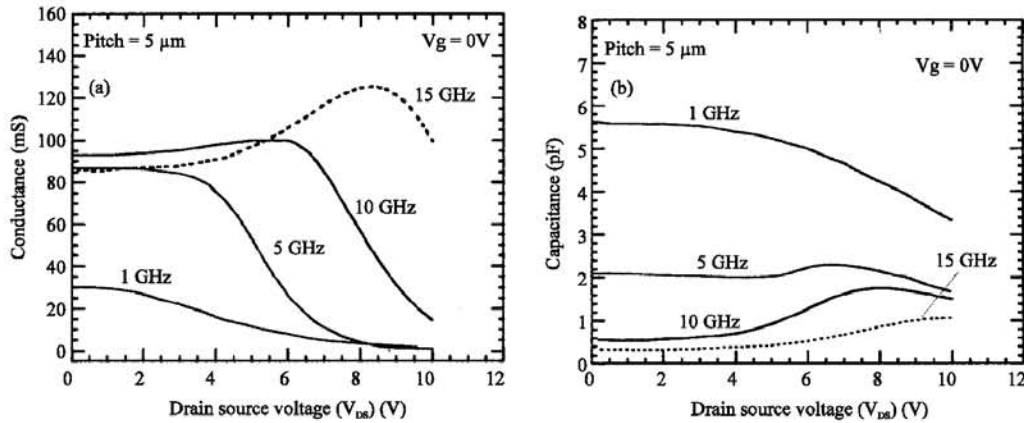 160
140
120
100
80
60
40
20
0
Conductance (mS)
Pitch = 5 μm
Vg = 0V
(a)
15 GHz
10 GHz
5 GHz
1 GHz
0 2 4 6 8 10 12
Drain source voltage (V_DS) (V)
8
7
6
5
4
3
2
1
0
Capacitance (pF)
Pitch = 5 μm
Vg = 0V
(b)
1 GHz
5 GHz
15 GHz
10 GHz
0 2 4 6 8 10 12
Drain source voltage (V_DS) (V)